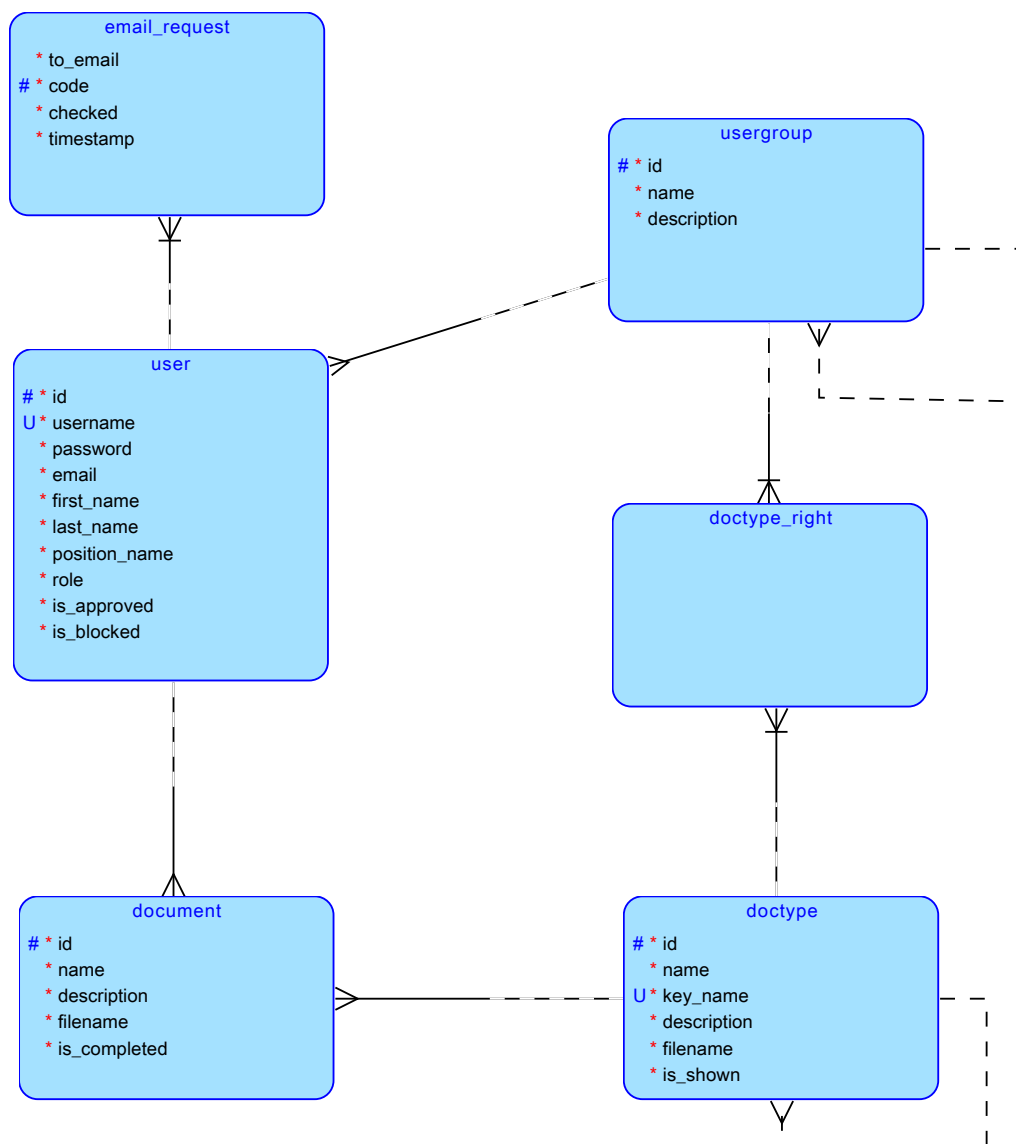 email_request
* to_email
# * code
* checked
* timestamp
usergroup
# * id
* name
* description
user
# * id
U * username
* password
* email
* first_name
* last_name
* position_name
* role
* is_approved
* is_blocked
doctype_right
document
# * id
* name
* description
* filename
* is_completed
doctype
# * id
* name
U * key_name
* description
* filename
* is_shown